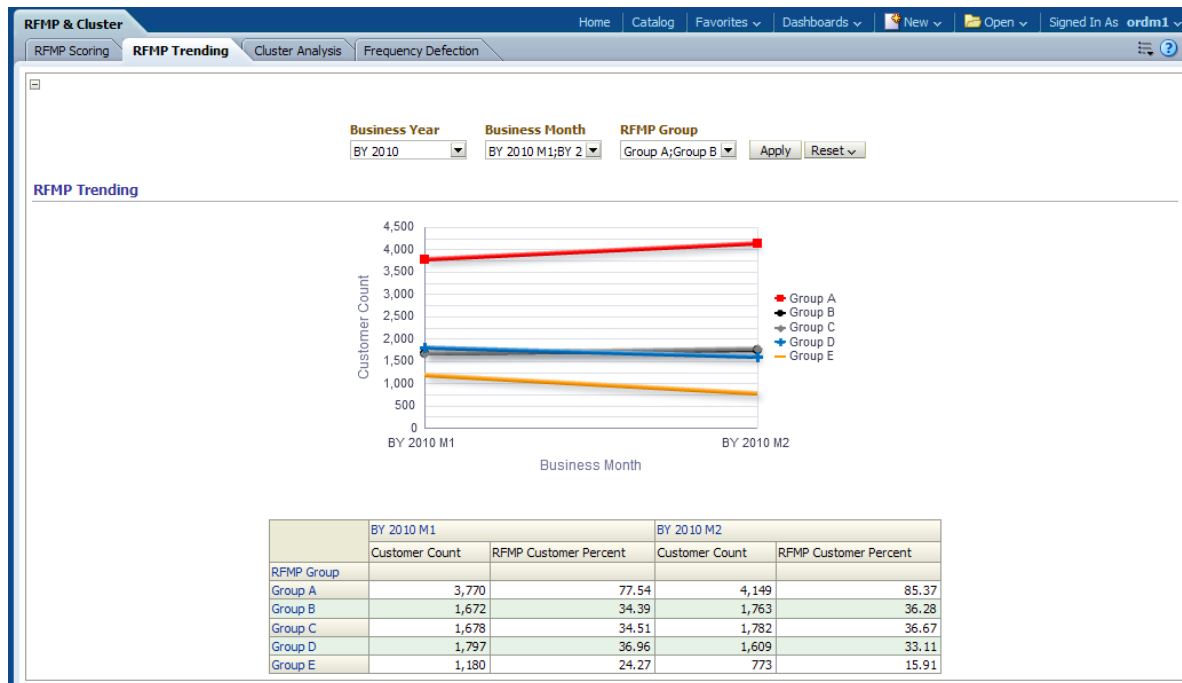 RFMP & Cluster Home Catalog Favorites Dashboards New Open Signed In As ordm1
RFMP Scoring RFMP Trending Cluster Analysis Frequency Defection
Business Year Business Month RFMP Group
BY 2010 BY 2010 M1;BY 2 Group A;Group B Apply Reset
RFMP Trending
4,500
4,000
3,500
3,000
2,500
2,000
1,500
1,000
500
0
Customer Count
BY 2010 M1 BY 2010 M2
Business Month
Group A
Group B
Group C
Group D
Group E
BY 2010 M1 BY 2010 M2
Customer Count RFMP Customer Percent Customer Count RFMP Customer Percent
RFMP Group
Group A 3,770 77.54 4,149 85.37
Group B 1,672 34.39 1,763 36.28
Group C 1,678 34.51 1,782 36.67
Group D 1,797 36.96 1,609 33.11
Group E 1,180 24.27 773 15.91